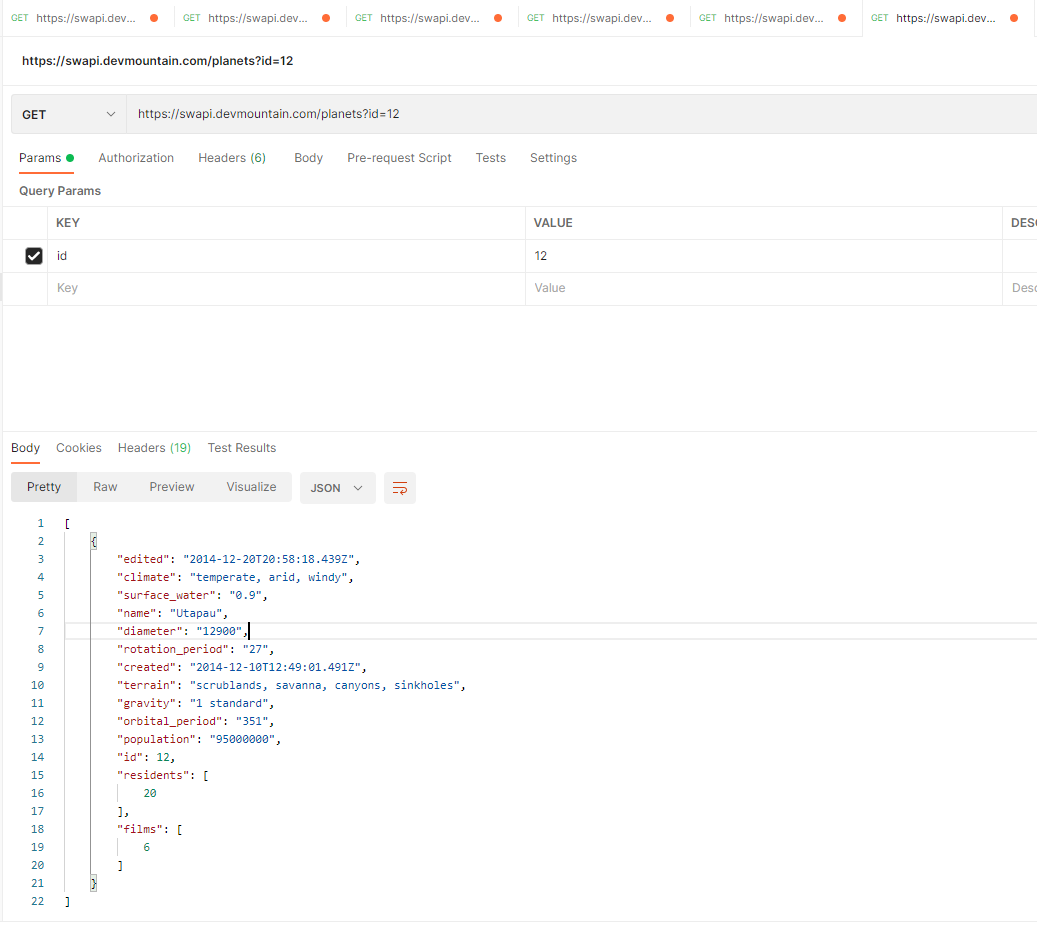 GET https://swapi.dev... GET https://swapi.dev... GET https://swapi.dev... GET https://swapi.dev... GET https://swapi.dev... GET https://swapi.dev...
https://swapi.devmountain.com/planets?id=12
GET https://swapi.devmountain.com/planets?id=12
Params Authorization Headers (6) Body Pre-request Script Tests Settings
Query Params
KEY VALUE DESC
id 12
Key Value Desc
Body Cookies Headers (19) Test Results
Pretty Raw Preview Visualize JSON
1 [
2 {
3 "edited": "2014-12-20T20:58:18.439Z",
4 "climate": "temperate, arid, windy",
5 "surface_water": "0.9",
6 "name": "Utapau",
7 "diameter": "12900",
8 "rotation_period": "27",
9 "created": "2014-12-10T12:49:01.491Z",
10 "terrain": "scrublands, savanna, canyons, sinkholes",
11 "gravity": "1 standard",
12 "orbital_period": "351",
13 "population": "95000000",
14 "id": 12,
15 "residents": [
16 20
17 ],
18 "films": [
19 6
20 ]
21 }
22 ]